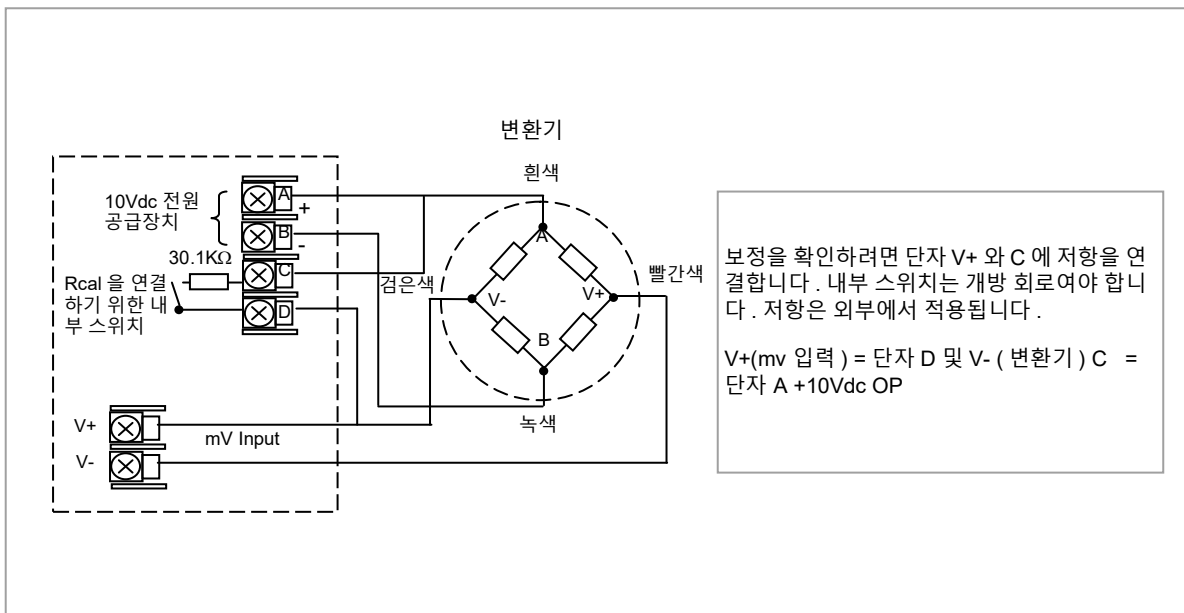 변환기
흰색
10Vdc 전원
공급장치
A
+
B
-
30.1KΩ
C
D
Rcal 을 연결
하기 위한 내
부 스위치
검은색
A
V-
V+
B
빨간색
녹색
V+
mV Input
V-
보정을 확인하려면 단자 V+ 와 C 에 저항을 연
결합니다 . 내부 스위치는 개방 회로여야 합니
다 . 저항은 외부에서 적용됩니다 .
V+(mv 입력 ) = 단자 D 및 V- ( 변환기 ) C =
단자 A +10Vdc OP